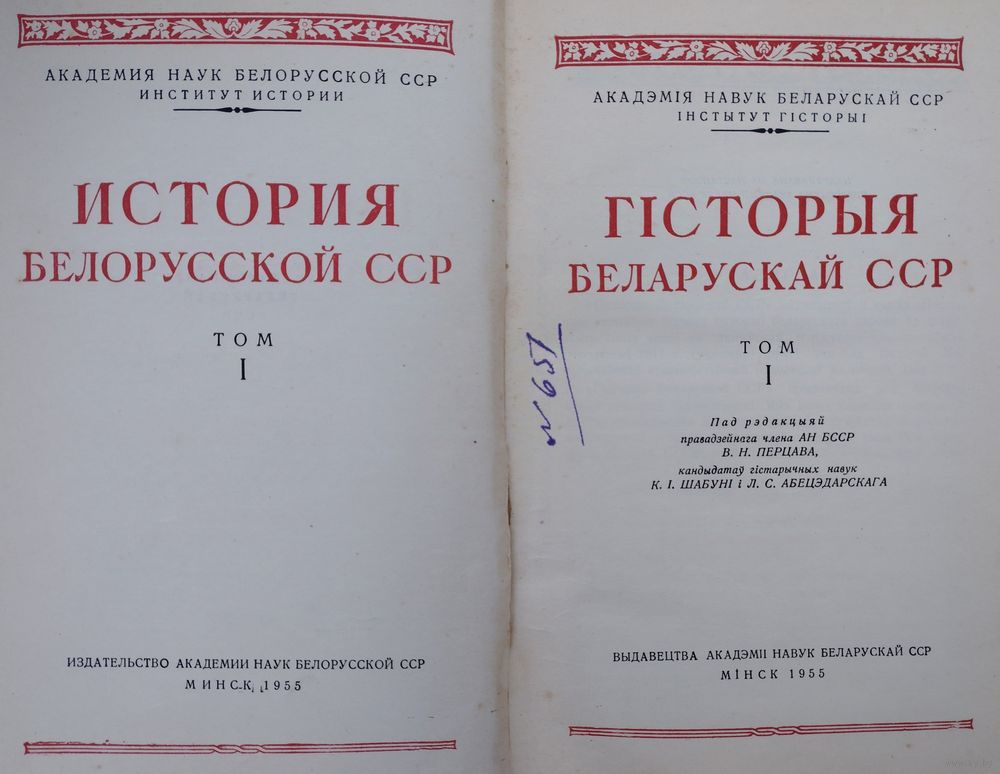 АКАДЕМИЯ НАУК БЕЛОРУССКОЙ ССР
ИНСТИТУТ ИСТОРИИ
ИСТОРИЯ
БЕЛОРУССКОЙ ССР
ТОМ
I
ИЗДАТЕЛЬСТВО АКАДЕМИИ НАУК БЕЛОРУССКОЙ ССР
МИНСК 1955
АКАДЭМІЯ НАВУК БЕЛАРУСКАЙ ССР
ІНСТЫТУТ ГІСТОРЫІ
ГІСТОРЫЯ
БЕЛАРУСКАЙ ССР
ТОМ
I
Пад рэдакцыяй
правадзейнага члена АН БССР
В. Н. ПЕРЦАВА,
кандыдатаў гістарычных навук
К. І. ШАБУНІ і Л. С. АБЕЦЭДАРСКАГА
ВЫДАВЕЦТВА АКАДЭМІІ НАВУК БЕЛАРУСКАЙ ССР
МІНСК 1955